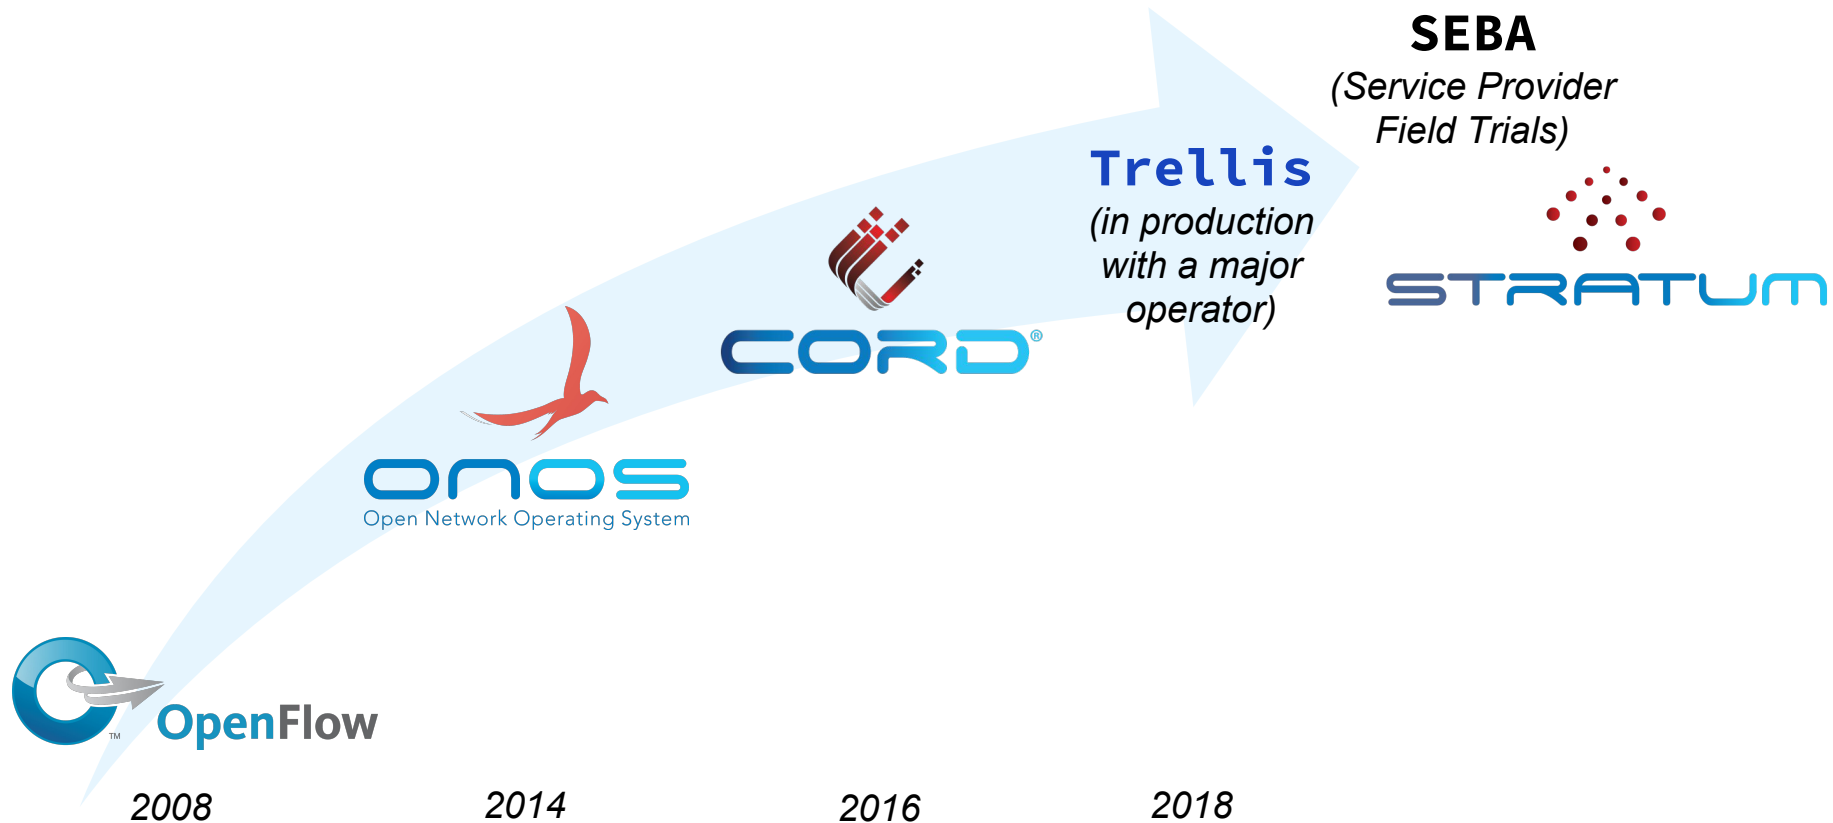 SEBA
(Service Provider
Field Trials)
Trellis
(in production
with a major
operator)
STRATUM
CORD®
ONOS
Open Network Operating System
OpenFlow
TM
2008
2014
2016
2018